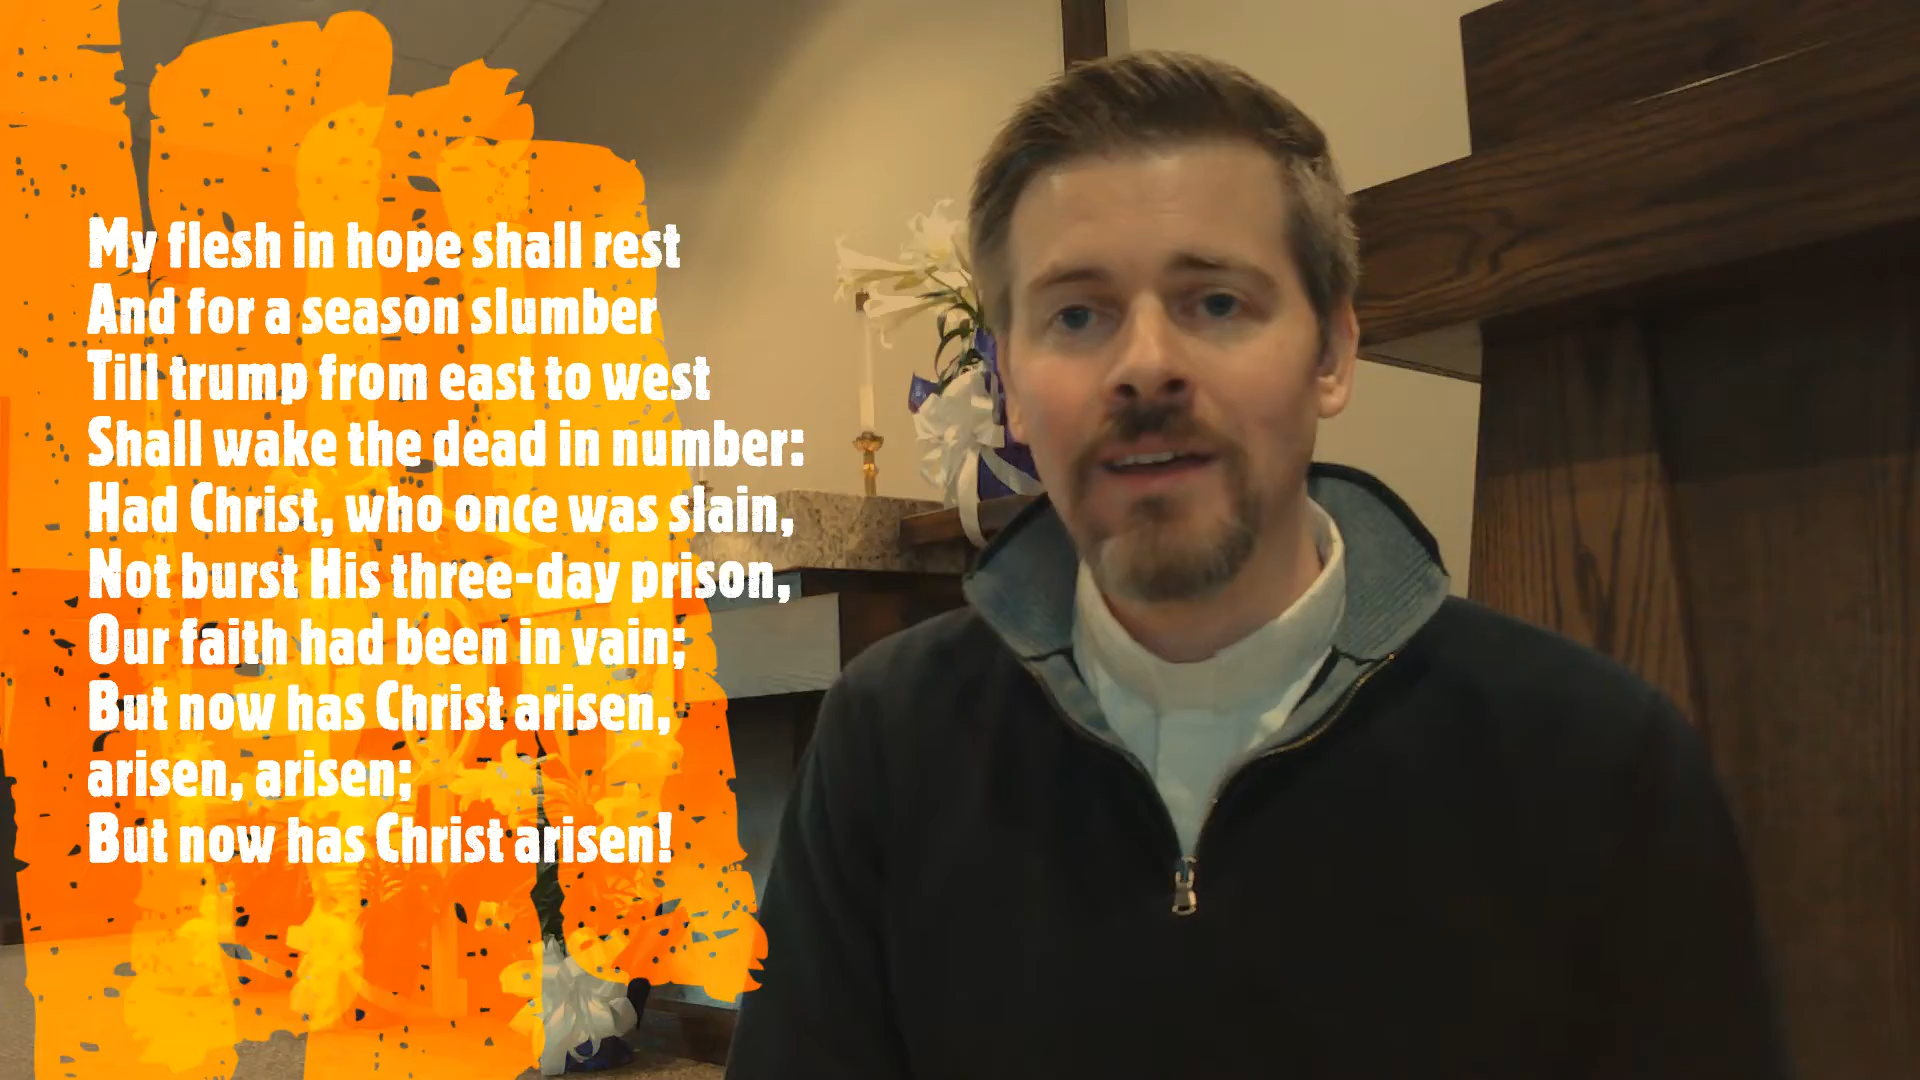 My flesh in hope shall rest
And for a season slumber
Till trump from east to west
Shall wake the dead in number:
Had Christ, who once was slain,
Not burst His three-day prison,
Our faith had been in vain;
But now has Christ arisen,
arisen, arisen;
But now has Christ arisen!